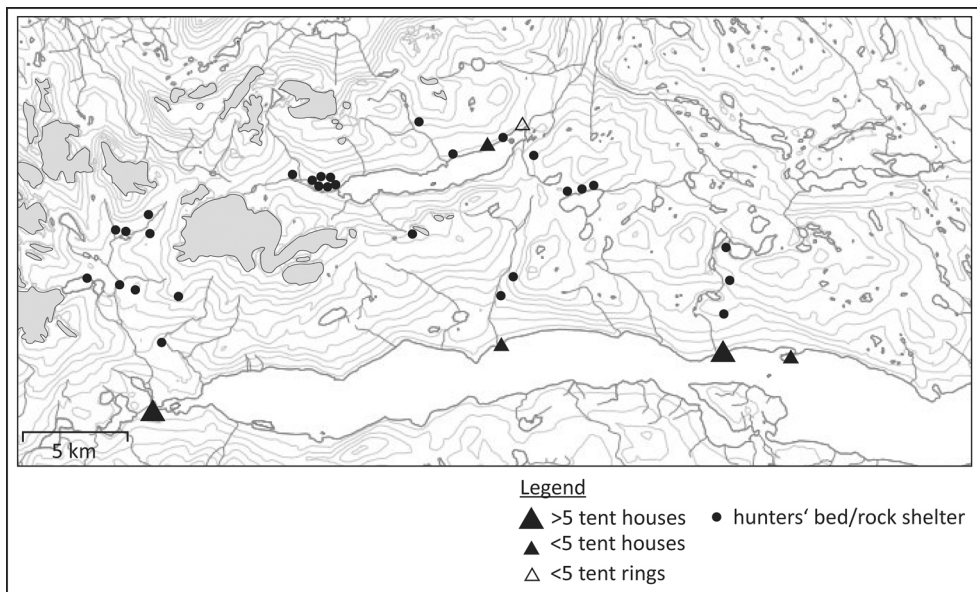 5 km
Legend
>5 tent houses
hunters‘ bed/rock shelter
<5 tent houses
<5 tent rings